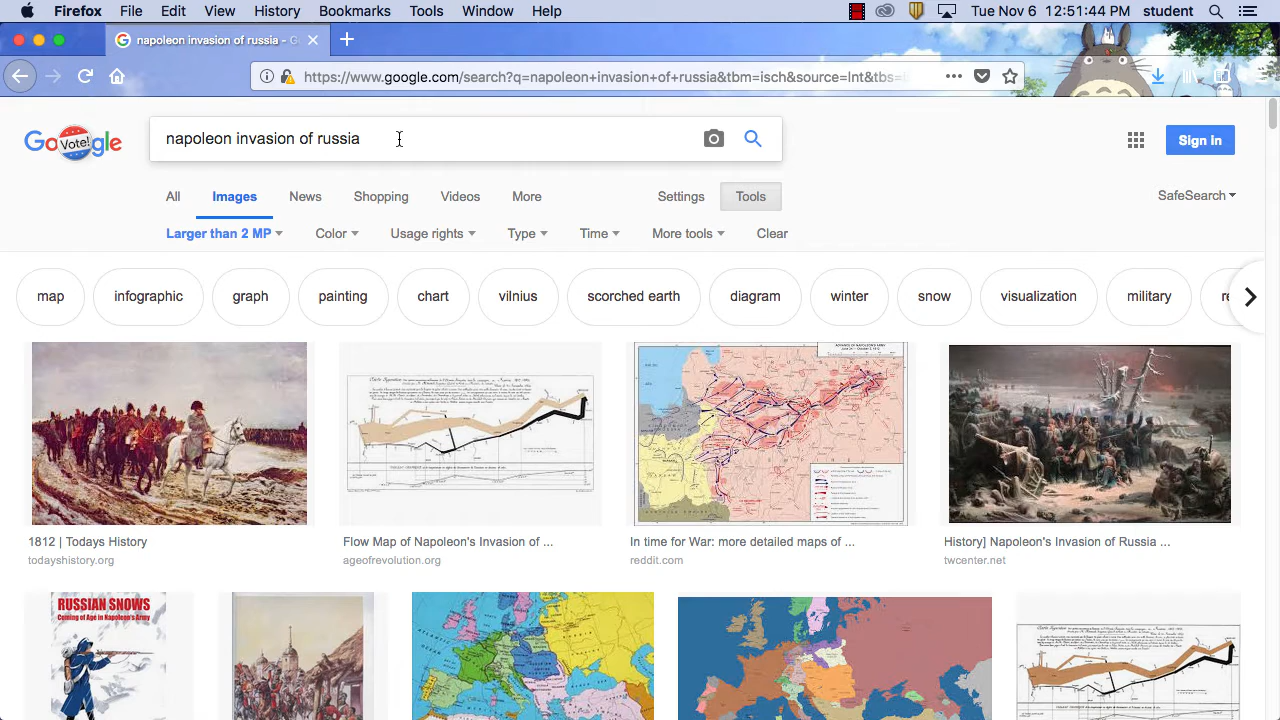 Firefox File Edit View History Bookmarks Tools Window Help Tue Nov 6 12:51:44 PM student
napoleon invasion of russia - G
https://www.google.com/search?q=napoleon+invasion+of+russia&tbm=isch&source=lnt&tbs=
Google
Vote!
napoleon invasion of russia
Sign in
All Images News Shopping Videos More Settings Tools SafeSearch
Larger than 2 MP Color Usage rights Type Time More tools Clear
map infographic graph painting chart vilnius scorched earth diagram winter snow visualization military
1812 | Todays History
todayshistory.org
Flow Map of Napoleon's Invasion of ...
ageofrevolution.org
In time for War: more detailed maps of ...
reddit.com
History] Napoleon's Invasion of Russia ...
twcenter.net
RUSSIAN SNOWS
Coming of Age in Napoleon's Army